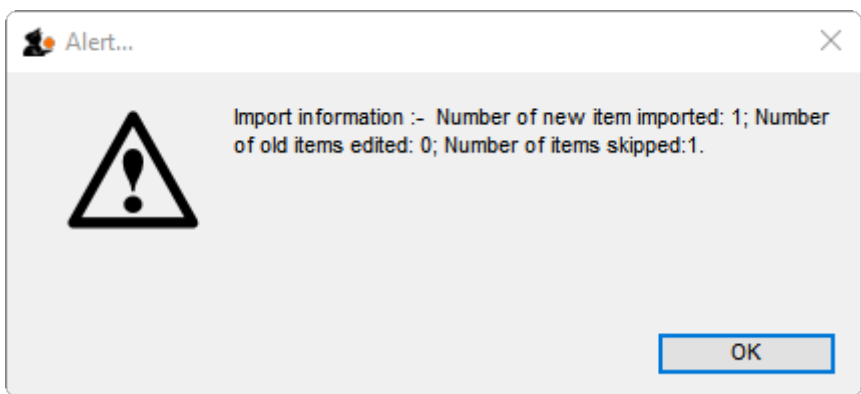 Alert...
Import information :-  Number of new item imported: 1; Number
of old items edited: 0; Number of items skipped:1.
OK